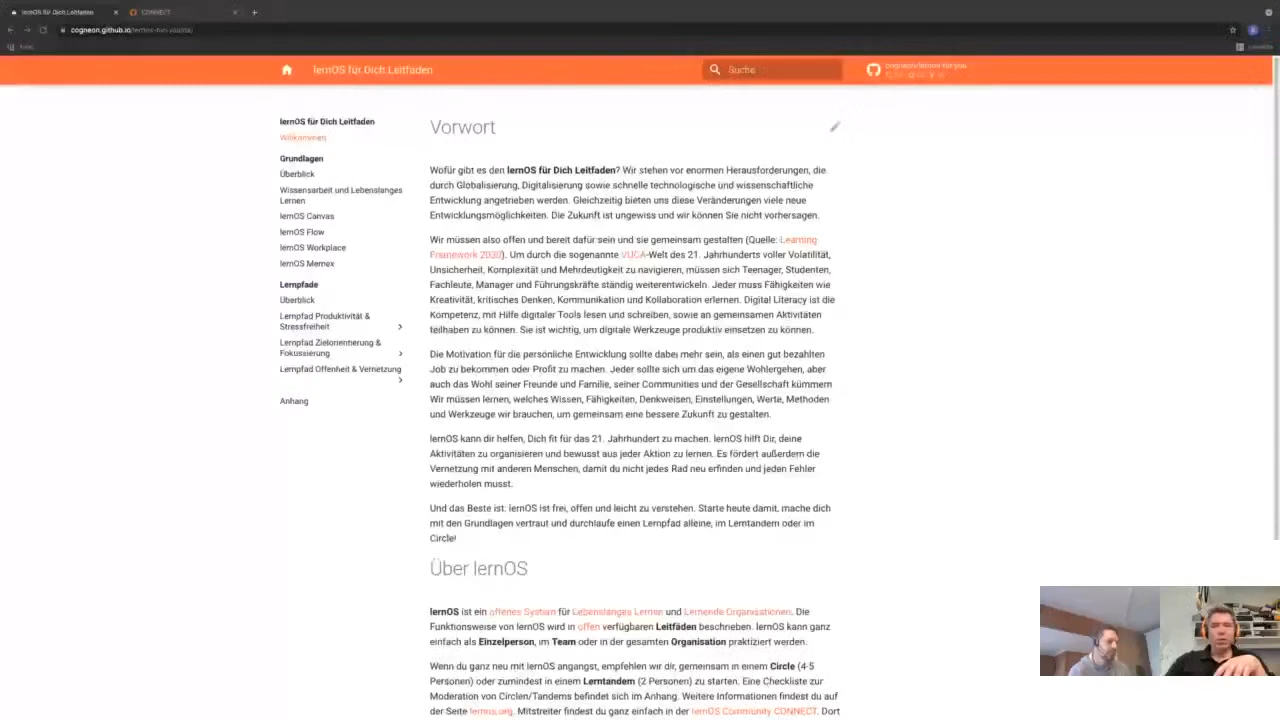 lernOS für Dich Leitfaden
CONNECT
cogneon.github.io/lernos-for-you/de/
lernOS für Dich Leitfaden
Suche
cogneon/lernos-for-you
lernOS für Dich Leitfaden
Willkommen
Grundlagen
Überblick
Wissensarbeit und Lebenslanges
Lernen
lernOS Canvas
lernOS Flow
lernOS Workplace
lernOS Memex
Lernpfade
Überblick
Lernpfad Produktivität &
Stressfreiheit
Lernpfad Zielorientierung &
Fokussierung
Lernpfad Offenheit & Vernetzung
Anhang
Vorwort
Wofür gibt es den lernOS für Dich Leitfaden? Wir stehen vor enormen Herausforderungen, die
durch Globalisierung, Digitalisierung sowie schnelle technologische und wissenschaftliche
Entwicklung angetrieben werden. Gleichzeitig bieten uns diese Veränderungen viele neue
Entwicklungsmöglichkeiten. Die Zukunft ist ungewiss und wir können Sie nicht vorhersagen.
Wir müssen also offen und bereit dafür sein und sie gemeinsam gestalten (Quelle: Learning
Framework 2030). Um durch die sogenannte VUCA-Welt des 21. Jahrhunderts voller Volatilität,
Unsicherheit, Komplexität und Mehrdeutigkeit zu navigieren, müssen sich Teenager, Studenten,
Fachleute, Manager und Führungskräfte ständig weiterentwickeln. Jeder muss Fähigkeiten wie
Kreativität, kritisches Denken, Kommunikation und Kollaboration erlernen. Digital Literacy ist die
Kompetenz, mit Hilfe digitaler Tools lesen und schreiben, sowie an gemeinsamen Aktivitäten
teilhaben zu können. Sie ist wichtig, um digitale Werkzeuge produktiv einsetzen zu können.
Die Motivation für die persönliche Entwicklung sollte dabei mehr sein, als einen gut bezahlten
Job zu bekommen oder Profit zu machen. Jeder sollte sich um das eigene Wohlergehen, aber
auch das Wohl seiner Freunde und Familie, seiner Communities und der Gesellschaft kümmern
Wir müssen lernen, welches Wissen, Fähigkeiten, Denkweisen, Einstellungen, Werte, Methoden
und Werkzeuge wir brauchen, um gemeinsam eine bessere Zukunft zu gestalten.
lernOS kann dir helfen, Dich fit für das 21. Jahrhundert zu machen. lernOS hilft Dir, deine
Aktivitäten zu organisieren und bewusst aus jeder Aktion zu lernen. Es fördert außerdem die
Vernetzung mit anderen Menschen, damit du nicht jedes Rad neu erfinden und jeden Fehler
wiederholen musst.
Und das Beste ist: lernOS ist frei, offen und leicht zu verstehen. Starte heute damit, mache dich
mit den Grundlagen vertraut und durchlaufe einen Lernpfad alleine, im Lerntandem oder im
Circle!
Über lernOS
lernOS ist ein offenes System für Lebenslanges Lernen und Lernende Organisationen. Die
Funktionsweise von lernOS wird in offen verfügbaren Leitfäden beschrieben. lernOS kann ganz
einfach als Einzelperson, im Team oder in der gesamten Organisation praktiziert werden.
Wenn du ganz neu mit lernOS angangst, empfehlen wir dir, gemeinsam in einem Circle (4-5
Personen) oder zumindest in einem Lerntandem (2 Personen) zu starten. Eine Checkliste zur
Moderation von Circlen/Tandems befindet sich im Anhang. Weitere Informationen findest du auf
der Seite lernos.org. Mitstreiter findest du ganz einfach in der lernOS Community CONNECT. Dort